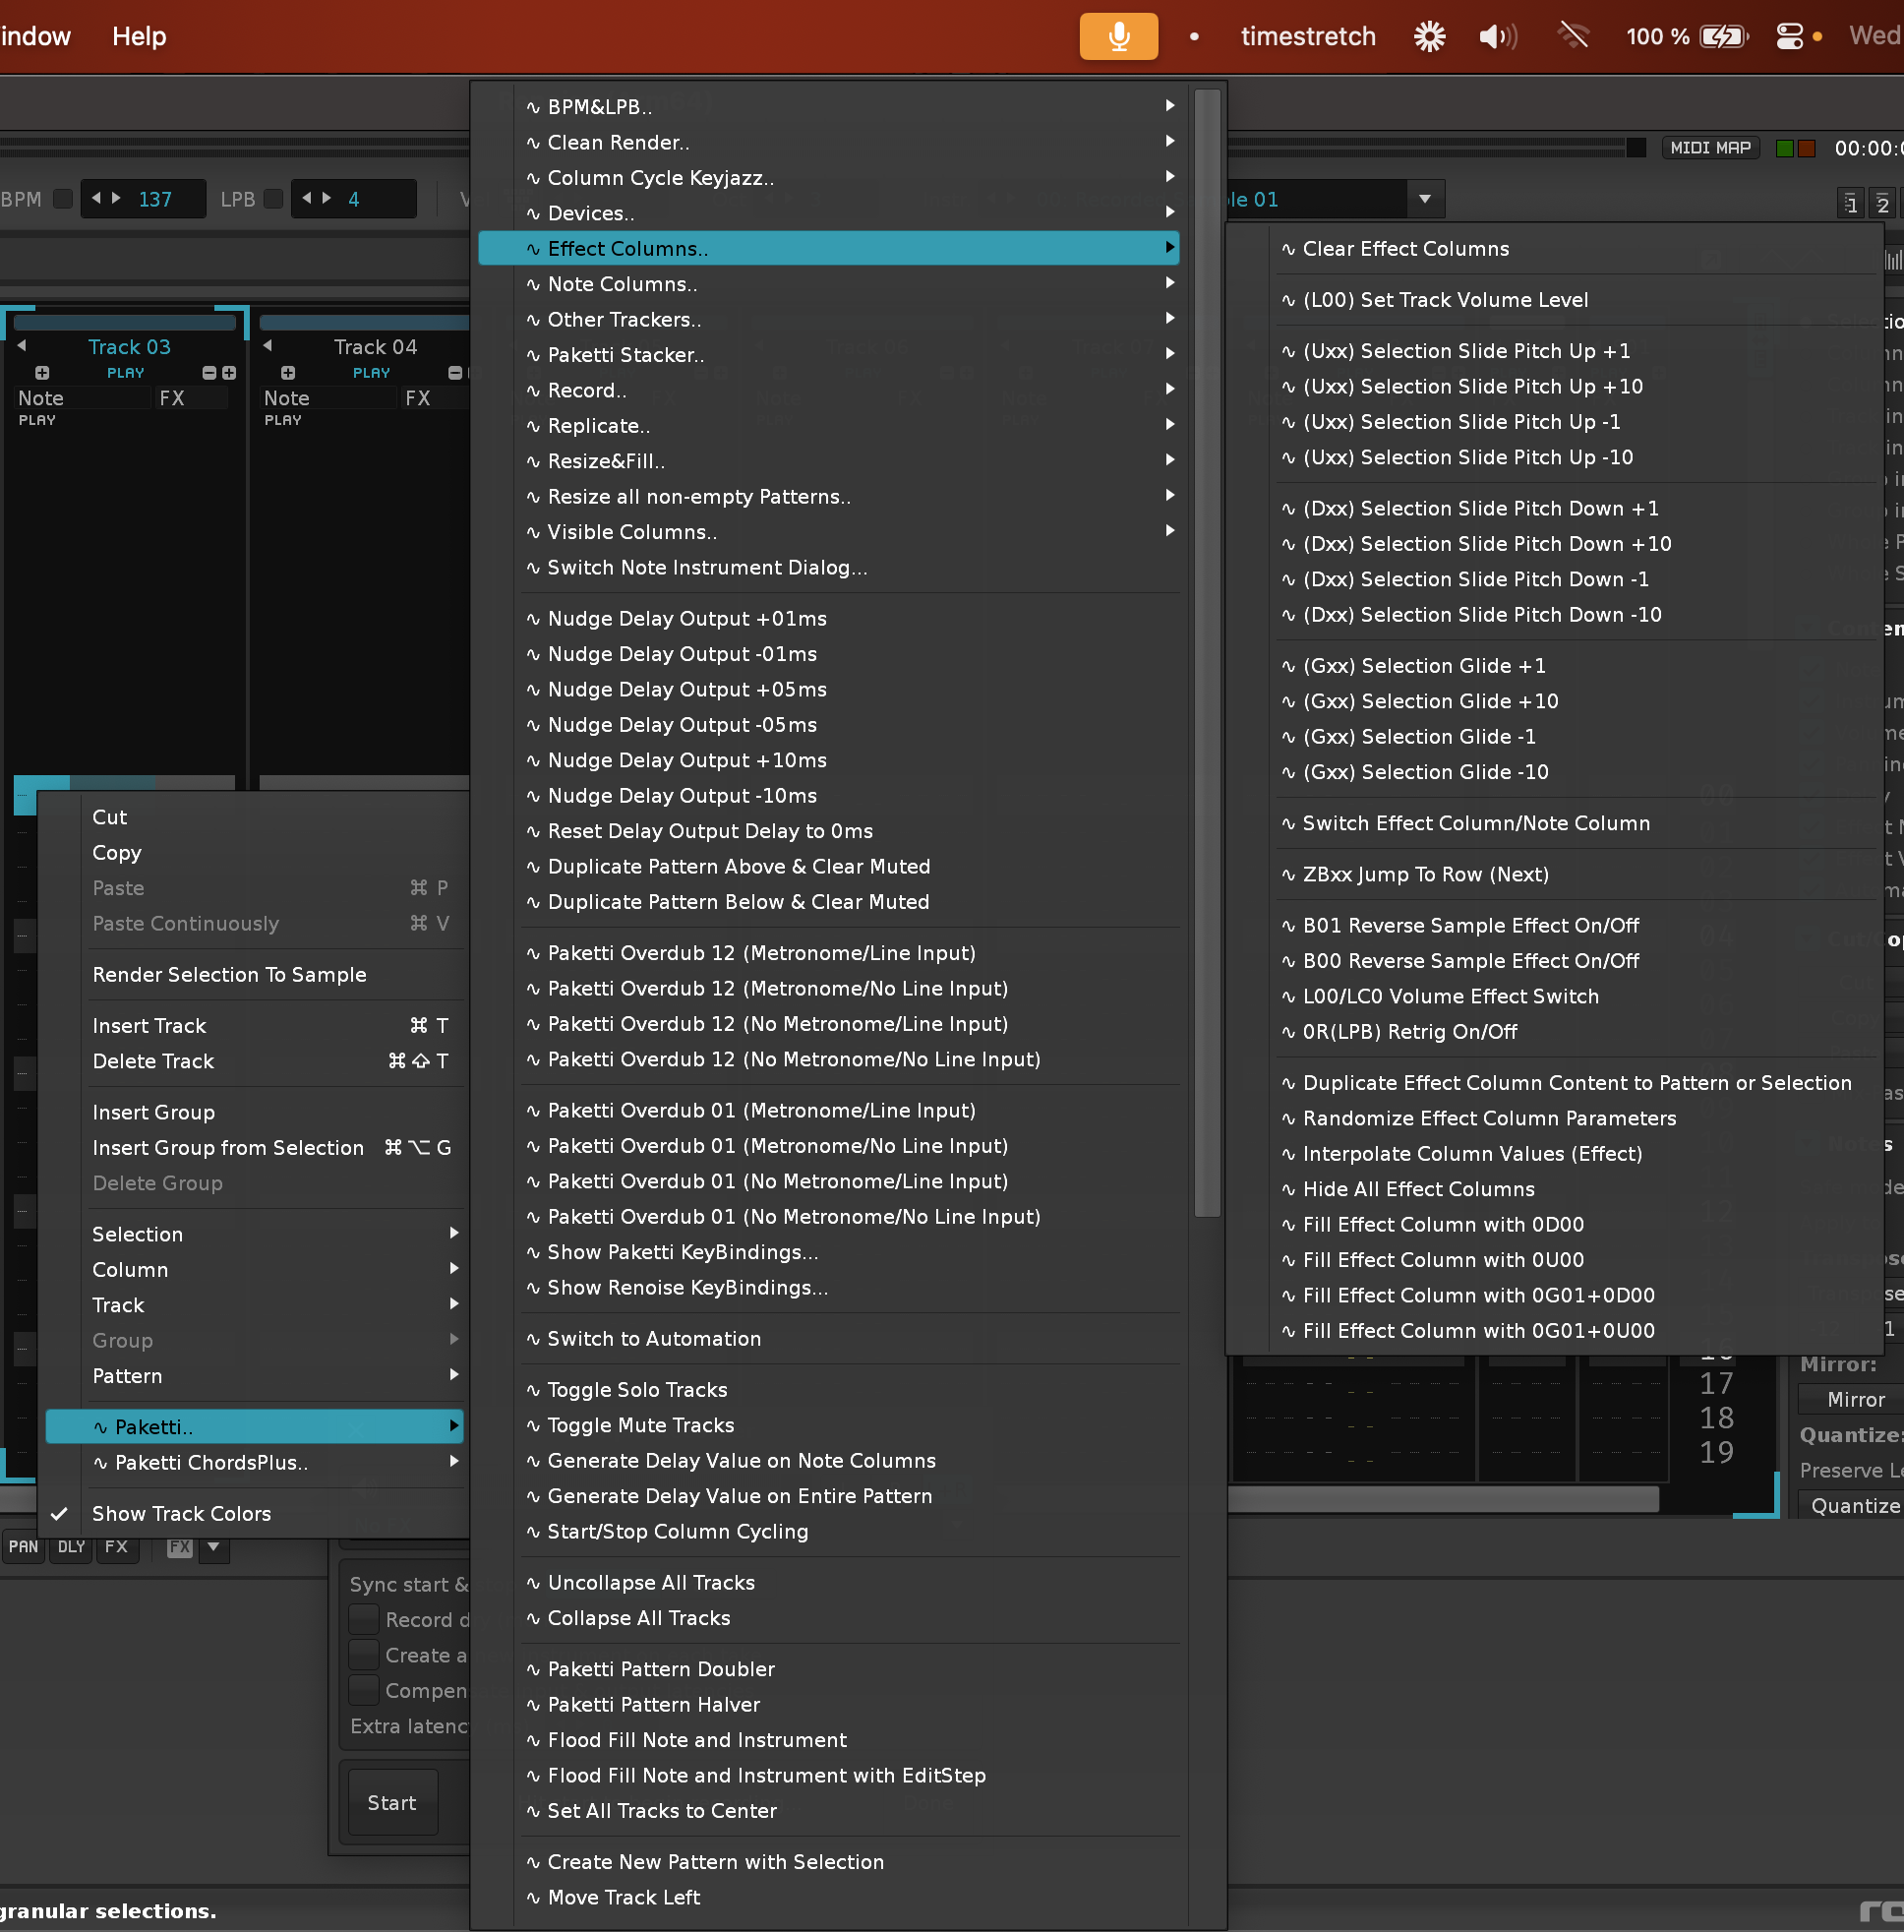 indow Help timestretch 100 % Wed
MIDI MAP 00:00:0
BPM 137 LPB 4 le 01
1 2
Track 03
PLAY
Note FX
PLAY
Track 04
PLAY
Note FX
PLAY
Cut
Copy
Paste ⌘ P
Paste Continuously ⌘ V
Render Selection To Sample
Insert Track ⌘ T
Delete Track ⌘⇧ T
Insert Group
Insert Group from Selection ⌘⌥ G
Delete Group
Selection
Column
Track
Group
Pattern
∿ Paketti..
∿ Paketti ChordsPlus..
✓ Show Track Colors
PAN DLY FX FX
Sync start &
Record d
Create a
Compen
Extra latenc
Start
granular selections.
∿ BPM&LPB..
∿ Clean Render..
∿ Column Cycle Keyjazz..
∿ Devices..
∿ Effect Columns..
∿ Note Columns..
∿ Other Trackers..
∿ Paketti Stacker..
∿ Record..
∿ Replicate..
∿ Resize&Fill..
∿ Resize all non-empty Patterns..
∿ Visible Columns..
∿ Switch Note Instrument Dialog...
∿ Nudge Delay Output +01ms
∿ Nudge Delay Output -01ms
∿ Nudge Delay Output +05ms
∿ Nudge Delay Output -05ms
∿ Nudge Delay Output +10ms
∿ Nudge Delay Output -10ms
∿ Reset Delay Output Delay to 0ms
∿ Duplicate Pattern Above & Clear Muted
∿ Duplicate Pattern Below & Clear Muted
∿ Paketti Overdub 12 (Metronome/Line Input)
∿ Paketti Overdub 12 (Metronome/No Line Input)
∿ Paketti Overdub 12 (No Metronome/Line Input)
∿ Paketti Overdub 12 (No Metronome/No Line Input)
∿ Paketti Overdub 01 (Metronome/Line Input)
∿ Paketti Overdub 01 (Metronome/No Line Input)
∿ Paketti Overdub 01 (No Metronome/Line Input)
∿ Paketti Overdub 01 (No Metronome/No Line Input)
∿ Show Paketti KeyBindings...
∿ Show Renoise KeyBindings...
∿ Switch to Automation
∿ Toggle Solo Tracks
∿ Toggle Mute Tracks
∿ Generate Delay Value on Note Columns
∿ Generate Delay Value on Entire Pattern
∿ Start/Stop Column Cycling
∿ Uncollapse All Tracks
∿ Collapse All Tracks
∿ Paketti Pattern Doubler
∿ Paketti Pattern Halver
∿ Flood Fill Note and Instrument
∿ Flood Fill Note and Instrument with EditStep
∿ Set All Tracks to Center
∿ Create New Pattern with Selection
∿ Move Track Left
∿ Clear Effect Columns
∿ (L00) Set Track Volume Level
∿ (Uxx) Selection Slide Pitch Up +1
∿ (Uxx) Selection Slide Pitch Up +10
∿ (Uxx) Selection Slide Pitch Up -1
∿ (Uxx) Selection Slide Pitch Up -10
∿ (Dxx) Selection Slide Pitch Down +1
∿ (Dxx) Selection Slide Pitch Down +10
∿ (Dxx) Selection Slide Pitch Down -1
∿ (Dxx) Selection Slide Pitch Down -10
∿ (Gxx) Selection Glide +1
∿ (Gxx) Selection Glide +10
∿ (Gxx) Selection Glide -1
∿ (Gxx) Selection Glide -10
∿ Switch Effect Column/Note Column
∿ ZBxx Jump To Row (Next)
∿ B01 Reverse Sample Effect On/Off
∿ B00 Reverse Sample Effect On/Off
∿ L00/LC0 Volume Effect Switch
∿ 0R(LPB) Retrig On/Off
∿ Duplicate Effect Column Content to Pattern or Selection
∿ Randomize Effect Column Parameters
∿ Interpolate Column Values (Effect)
∿ Hide All Effect Columns
∿ Fill Effect Column with 0D00
∿ Fill Effect Column with 0U00
∿ Fill Effect Column with 0G01+0D00
∿ Fill Effect Column with 0G01+0U00
16
17
18
19
Mirror:
Mirror
Quantize:
Preserve Le
Quantize